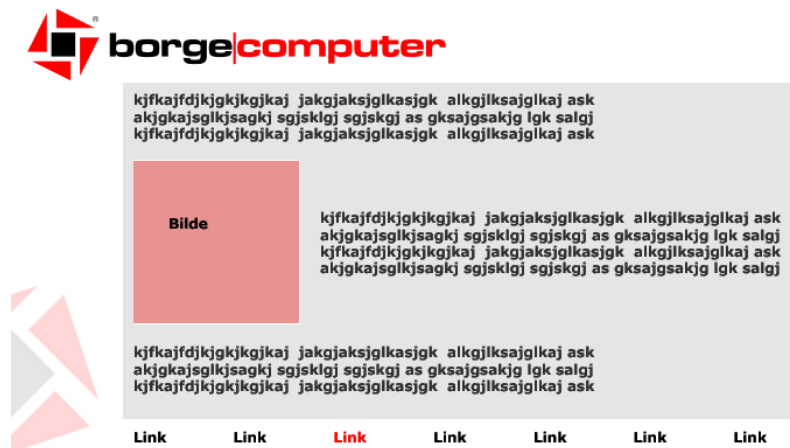 borge|computer
kjfkajfdjkjgkjkgjkaj jakgjaksjglkasjgk alkgjlksajglkaj ask
akjgkajsglkjsagkj sgjsklgj sgjskgj as gksajgsakjg lgk salgj
kjfkajfdjkjgkjkgjkaj jakgjaksjglkasjgk alkgjlksajglkaj ask
Bilde
kjfkajfdjkjgkjkgjkaj jakgjaksjglkasjgk alkgjlksajglkaj ask
akjgkajsglkjsagkj sgjsklgj sgjskgj as gksajgsakjg lgk salgj
kjfkajfdjkjgkjkgjkaj jakgjaksjglkasjgk alkgjlksajglkaj ask
akjgkajsglkjsagkj sgjsklgj sgjskgj as gksajgsakjg lgk salgj
kjfkajfdjkjgkjkgjkaj jakgjaksjglkasjgk alkgjlksajglkaj ask
akjgkajsglkjsagkj sgjsklgj sgjskgj as gksajgsakjg lgk salgj
kjfkajfdjkjgkjkgjkaj jakgjaksjglkasjgk alkgjlksajglkaj ask
Link Link Link Link Link Link Link